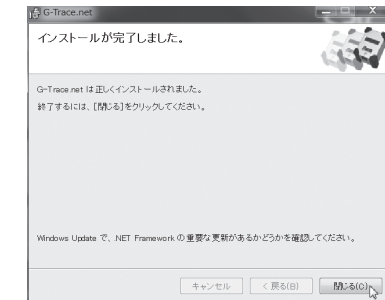 G-Trace.net
インストールが完了しました。
G-Trace.net は正しくインストールされました。
終了するには、[閉じる]をクリックしてください。
Windows Update で、.NET Framework の重要な更新があるかどうかを確認してください。
キャンセル
< 戻る(B)
閉じる(C)